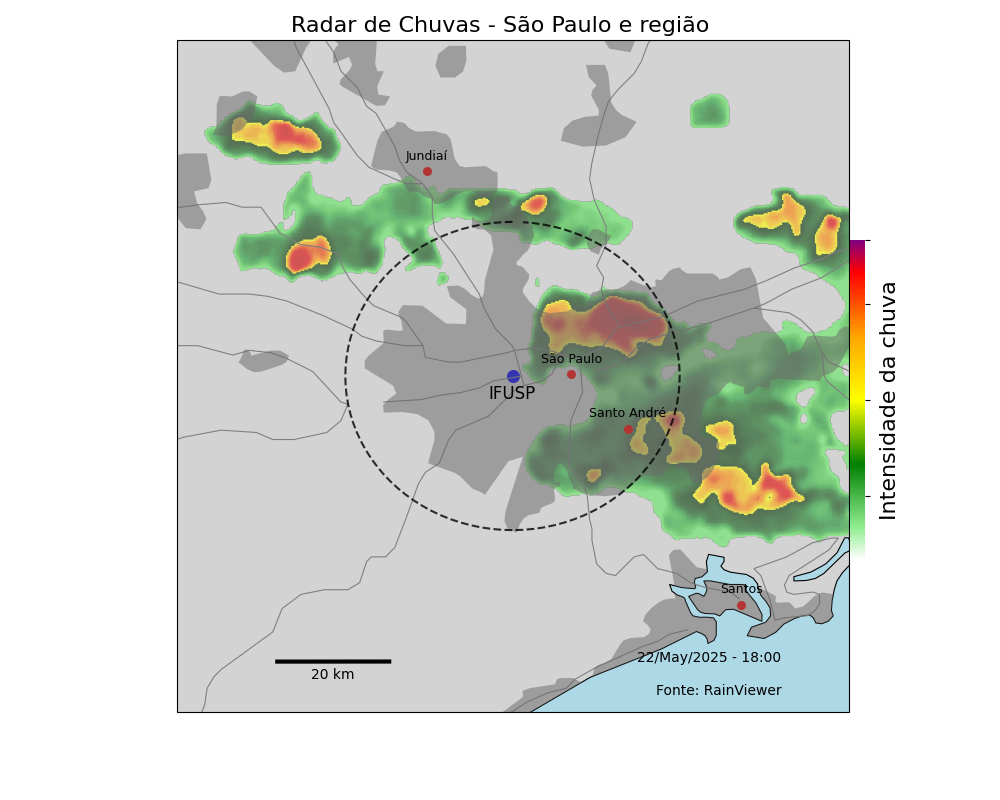 Radar de Chuvas - São Paulo e região
Jundiaí
São Paulo
IFUSP
Santo André
Intensidade da chuva
Santos
22/May/2025 - 18:00
20 km
Fonte: RainViewer